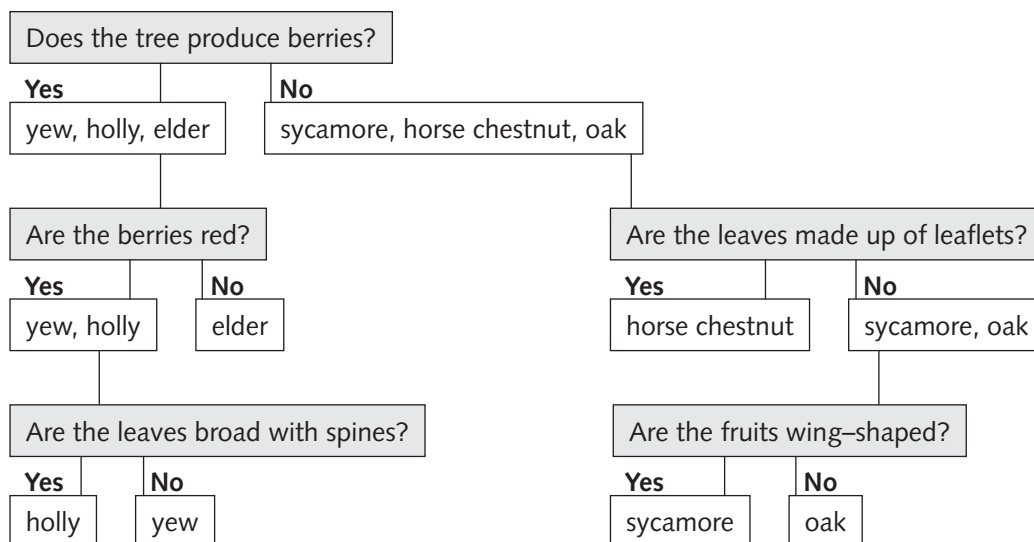 Does the tree produce berries?
Yes
No
yew, holly, elder
sycamore, horse chestnut, oak
Are the berries red?
Are the leaves made up of leaflets?
Yes
No
Yes
No
yew, holly
elder
horse chestnut
sycamore, oak
Are the leaves broad with spines?
Are the fruits wing–shaped?
Yes
No
Yes
No
holly
yew
sycamore
oak